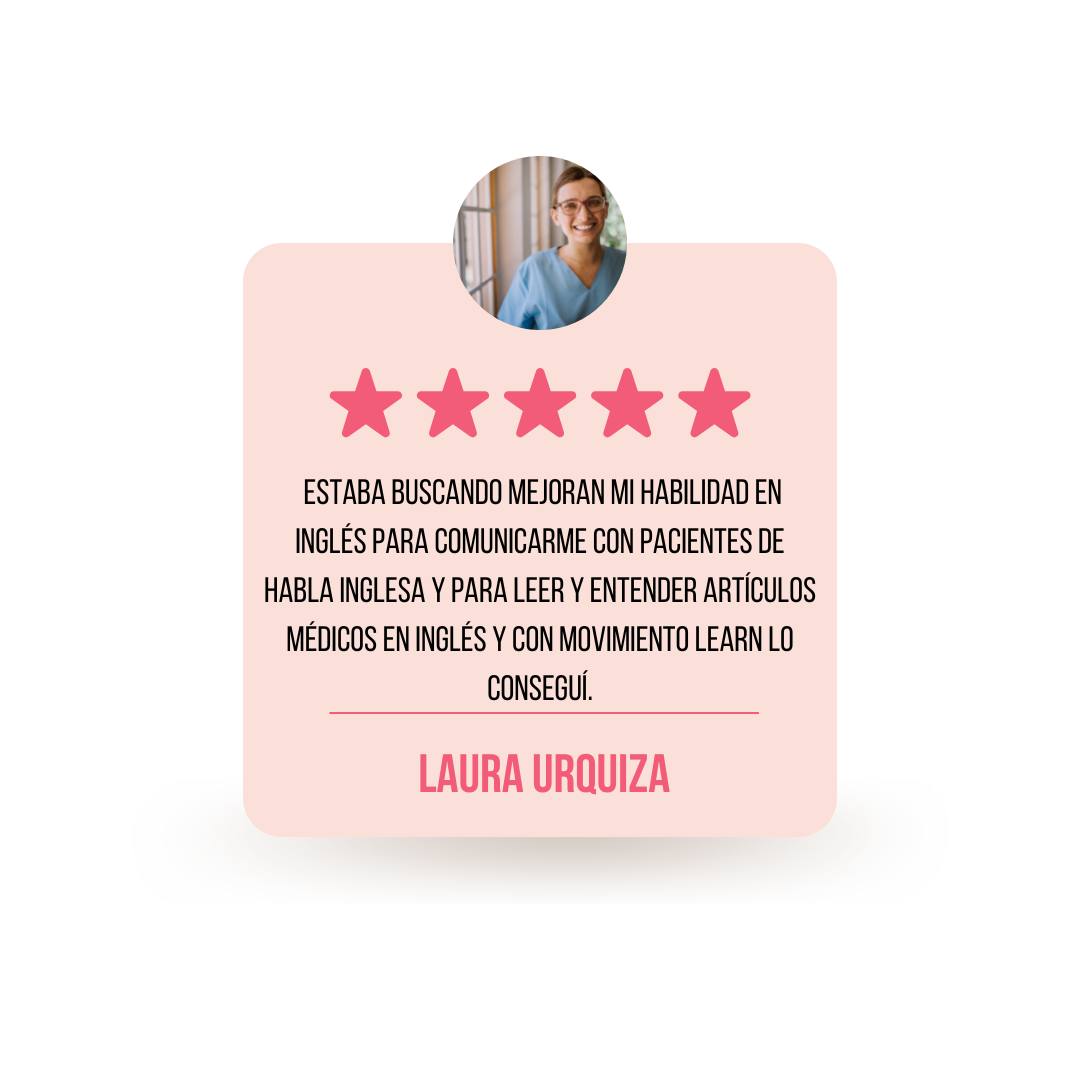 ESTABA BUSCANDO MEJORAN MI HABILIDAD EN
INGLÉS PARA COMUNICARME CON PACIENTES DE
HABLA INGLESA Y PARA LEER Y ENTENDER ARTÍCULOS
MÉDICOS EN INGLÉS Y CON MOVIMIENTO LEARN LO
CONSEGUÍ.
LAURA URQUIZA